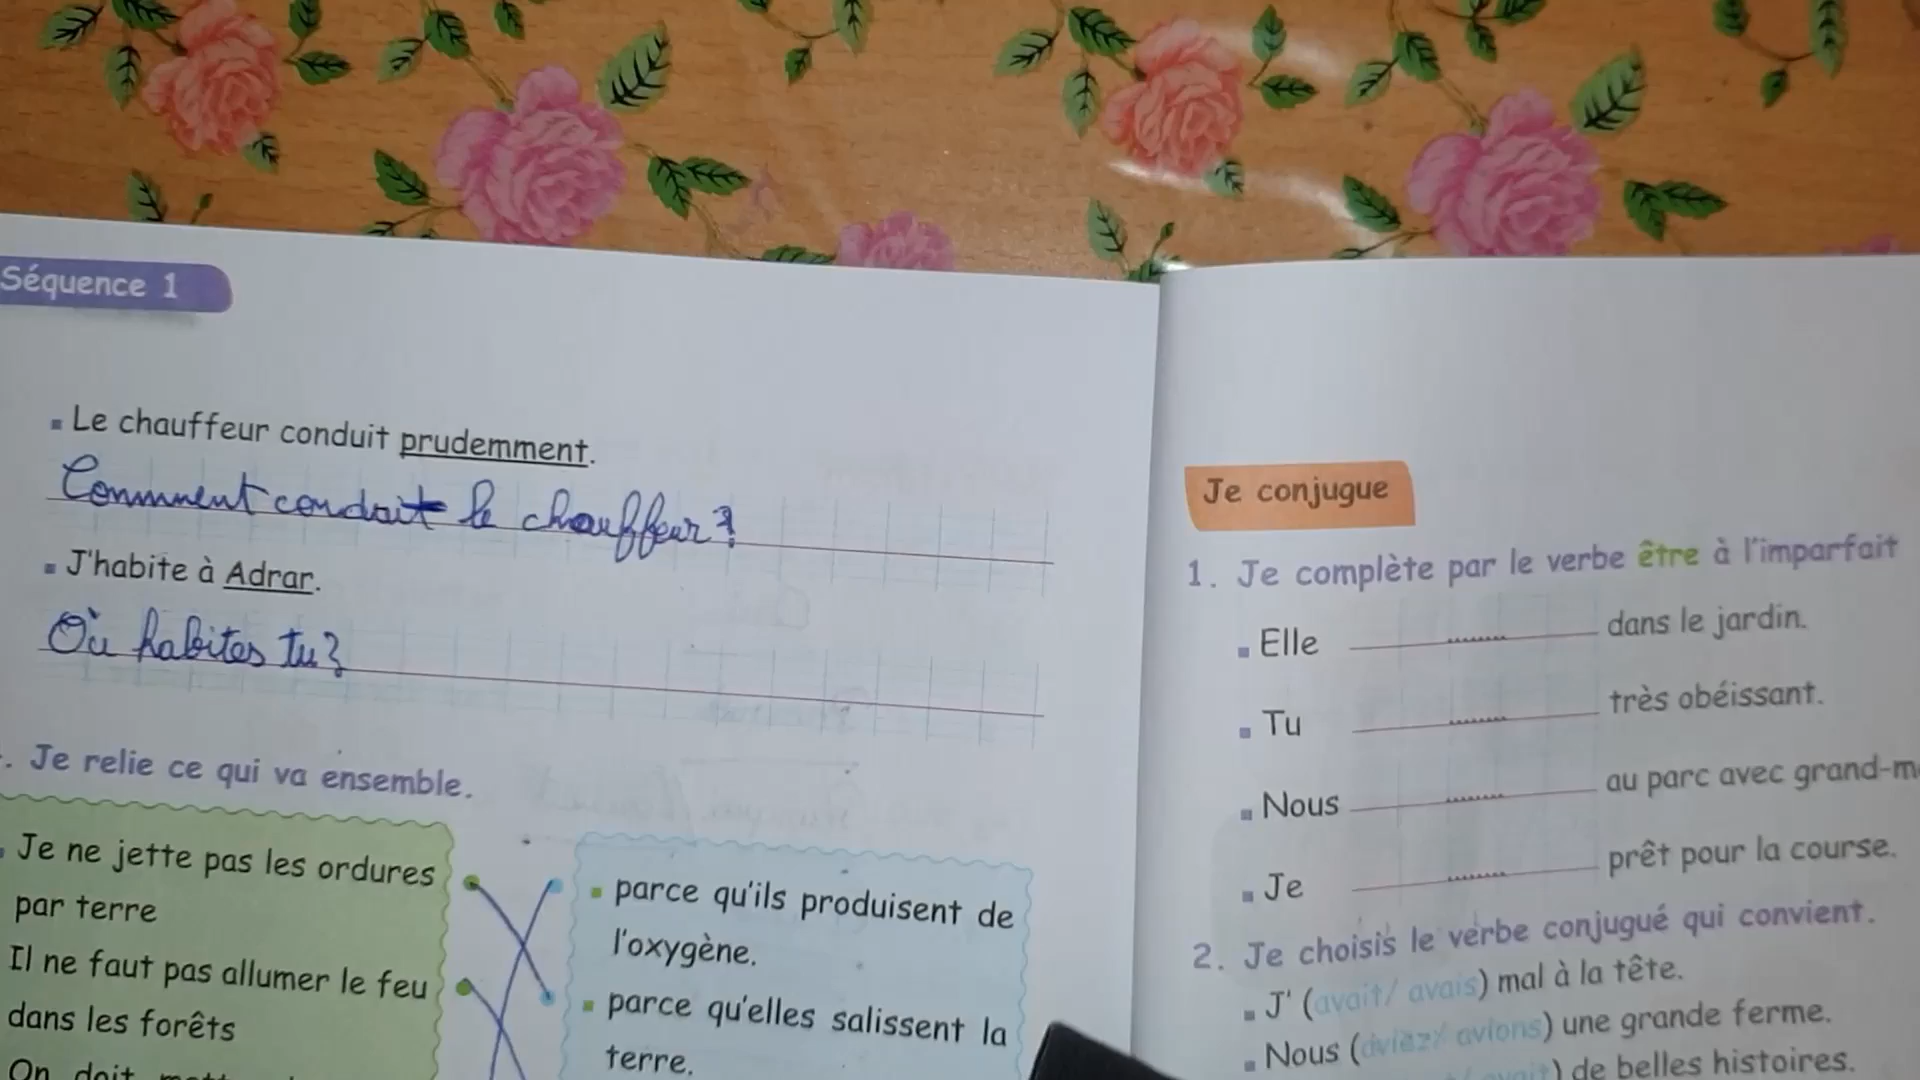 Séquence 1
Le chauffeur conduit prudemment.
Comment conduit le chauffeur?
J'habite à Adrar.
Où habites tu?
. Je relie ce qui va ensemble.
Je ne jette pas les ordures
par terre
Il ne faut pas allumer le feu
dans les forêts
On doit
parce qu'ils produisent de
l'oxygène.
parce qu'elles salissent la
terre.
Je conjugue
1. Je complète par le verbe être à l'imparfait
Elle ........ dans le jardin.
Tu ........ très obéissant.
Nous ........ au parc avec grand-m
Je ........ prêt pour la course.
2. Je choisis le verbe conjugué qui convient.
J' (avait/ avais) mal à la tête.
Nous (aviez/ avions) une grande ferme.
) de belles histoires.